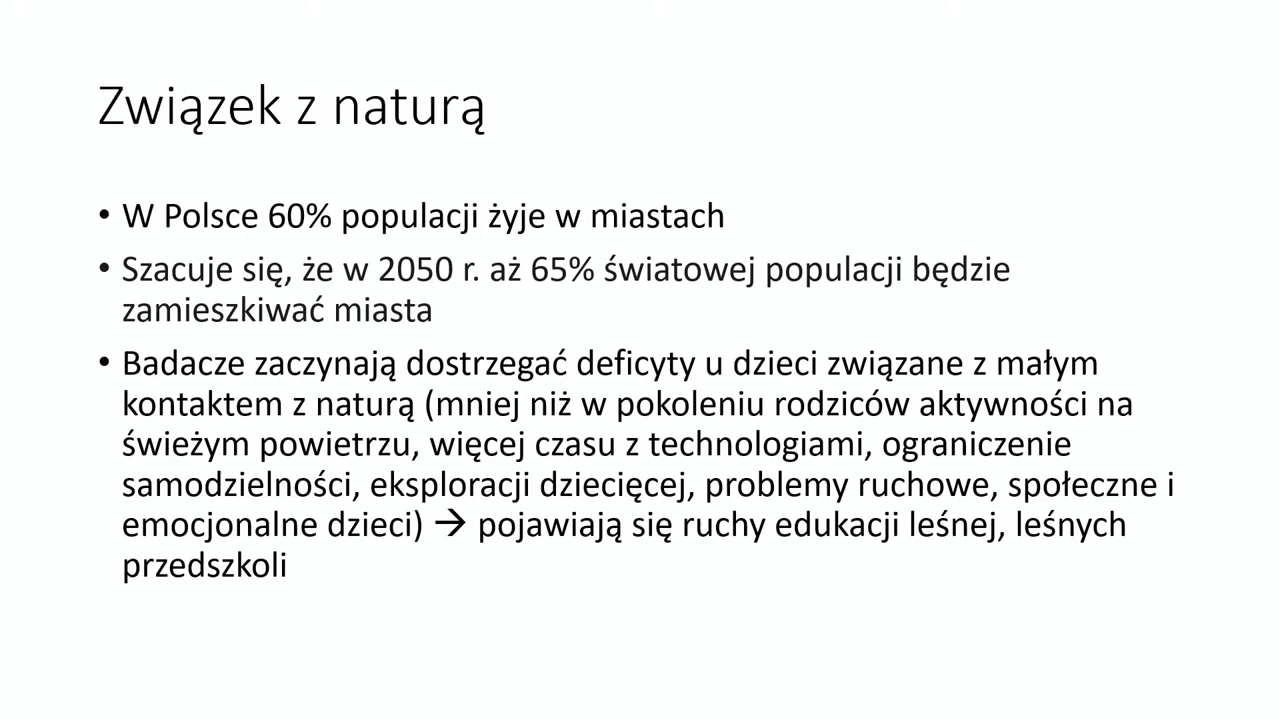 Związek z naturą
• W Polsce 60% populacji żyje w miastach
• Szacuje się, że w 2050 r. aż 65% światowej populacji będzie
zamieszkiwać miasta
• Badacze zaczynają dostrzegać deficyty u dzieci związane z małym
kontaktem z naturą (mniej niż w pokoleniu rodziców aktywności na
świeżym powietrzu, więcej czasu z technologiami, ograniczenie
samodzielności, eksploracji dziecięcej, problemy ruchowe, społeczne i
emocjonalne dzieci) → pojawiają się ruchy edukacji leśnej, leśnych
przedszkoli